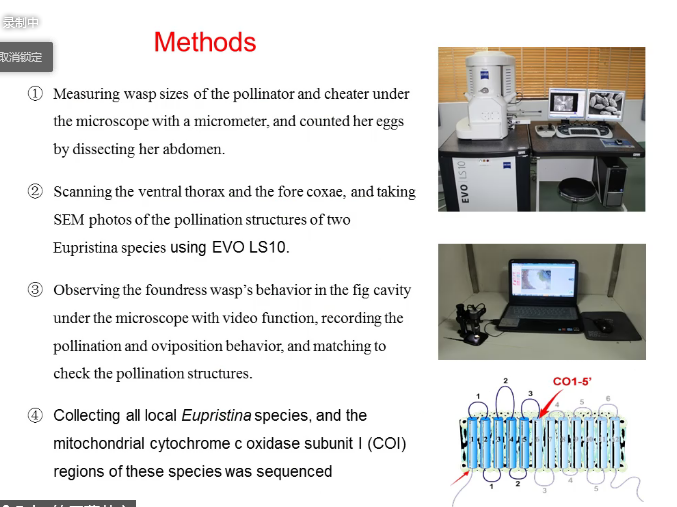 录制中
取消锁定
Methods
① Measuring wasp sizes of the pollinator and cheater under
the microscope with a micrometer, and counted her eggs
by dissecting her abdomen.
② Scanning the ventral thorax and the fore coxae, and taking
SEM photos of the pollination structures of two
Eupristina species using EVO LS10.
③ Observing the foundress wasp's behavior in the fig cavity
under the microscope with video function, recording the
pollination and oviposition behavior, and matching to
check the pollination structures.
④ Collecting all local Eupristina species, and the
mitochondrial cytochrome c oxidase subunit I (COI)
regions of these species was sequenced
EVO LS10
CO1-5'
1 2 3 4 5 6
1 2 3 4 5
1 2 3 4 5